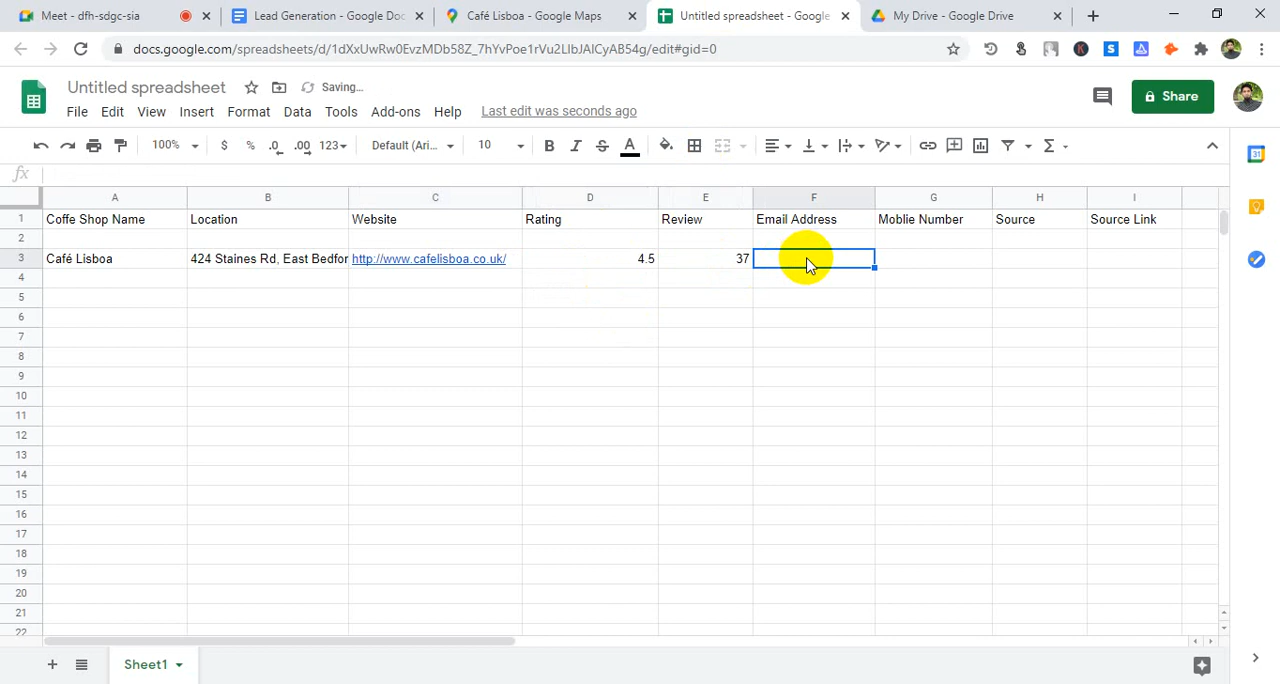 Meet - dfh-sdgc-sia
Lead Generation - Google Doc
Café Lisboa - Google Maps
Untitled spreadsheet - Google
My Drive - Google Drive
docs.google.com/spreadsheets/d/1dXxUwRw0EvzMDb58Z_7hYvPoe1rVu2LIbJAlCyAB54g/edit#gid=0
Untitled spreadsheet
Saving…
File Edit View Insert Format Data Tools Add-ons Help Last edit was seconds ago
Share
100% $ % .0 .00 123 Default (Ari... 10 B I S A Σ
fx
A B C D E F G H I
1 Coffe Shop Name Location Website Rating Review Email Address Moblie Number Source Source Link
2
3 Café Lisboa 424 Staines Rd, East Bedfor http://www.cafelisboa.co.uk/ 4.5 37
4
5
6
7
8
9
10
11
12
13
14
15
16
17
18
19
20
21
22
Sheet1
31